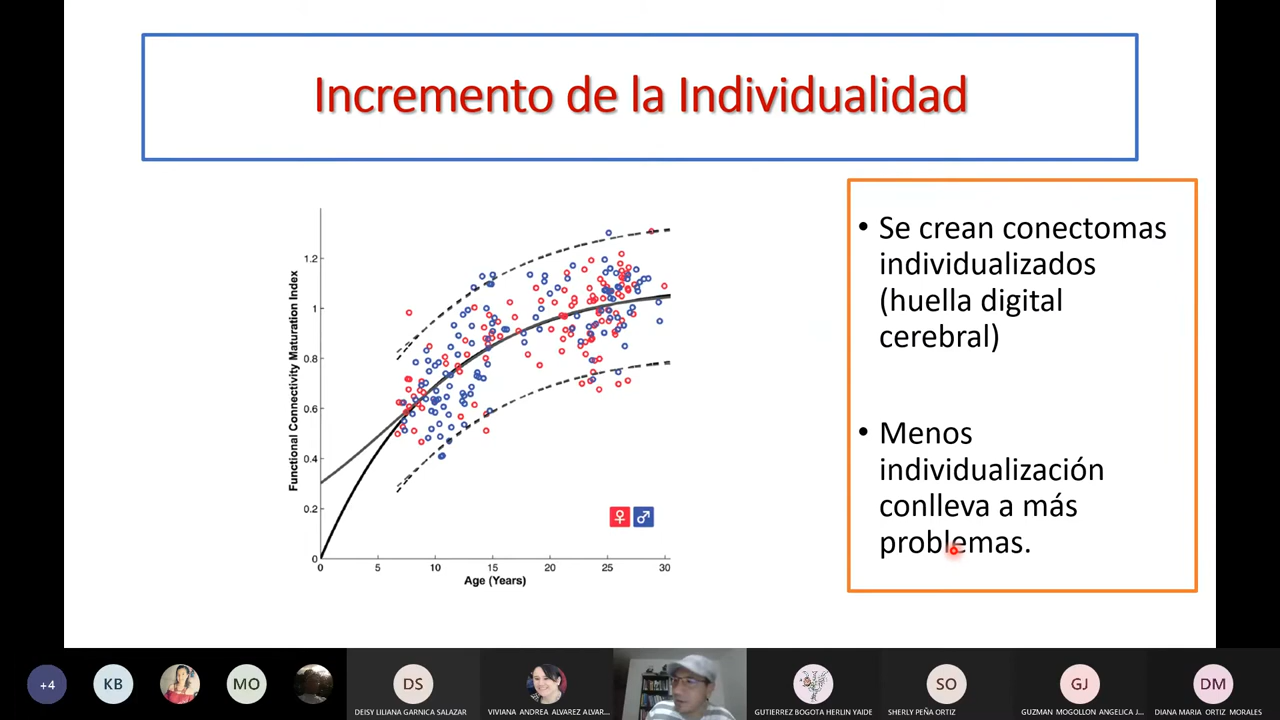 Incremento de la Individualidad
• Se crean conectomas
individualizados
(huella digital
cerebral)
• Menos
individualización
conlleva a más
problemas.
Functional Connectivity Maturation Index
1.2
1
0.8
0.6
0.4
0.2
0
0 5 10 15 20 25 30
Age (Years)
♀ ♂
+4
KB
MO
DS
DEISY LILIANA GARNICA SALAZAR
VIVIANA ANDREA ALVAREZ ALVAR...
GUTIERREZ BOGOTA HERLIN YAIDE
SO
SHERLY PEÑA ORTIZ
GJ
GUZMAN MOGOLLON ANGELICA J...
DM
DIANA MARIA ORTIZ MORALES